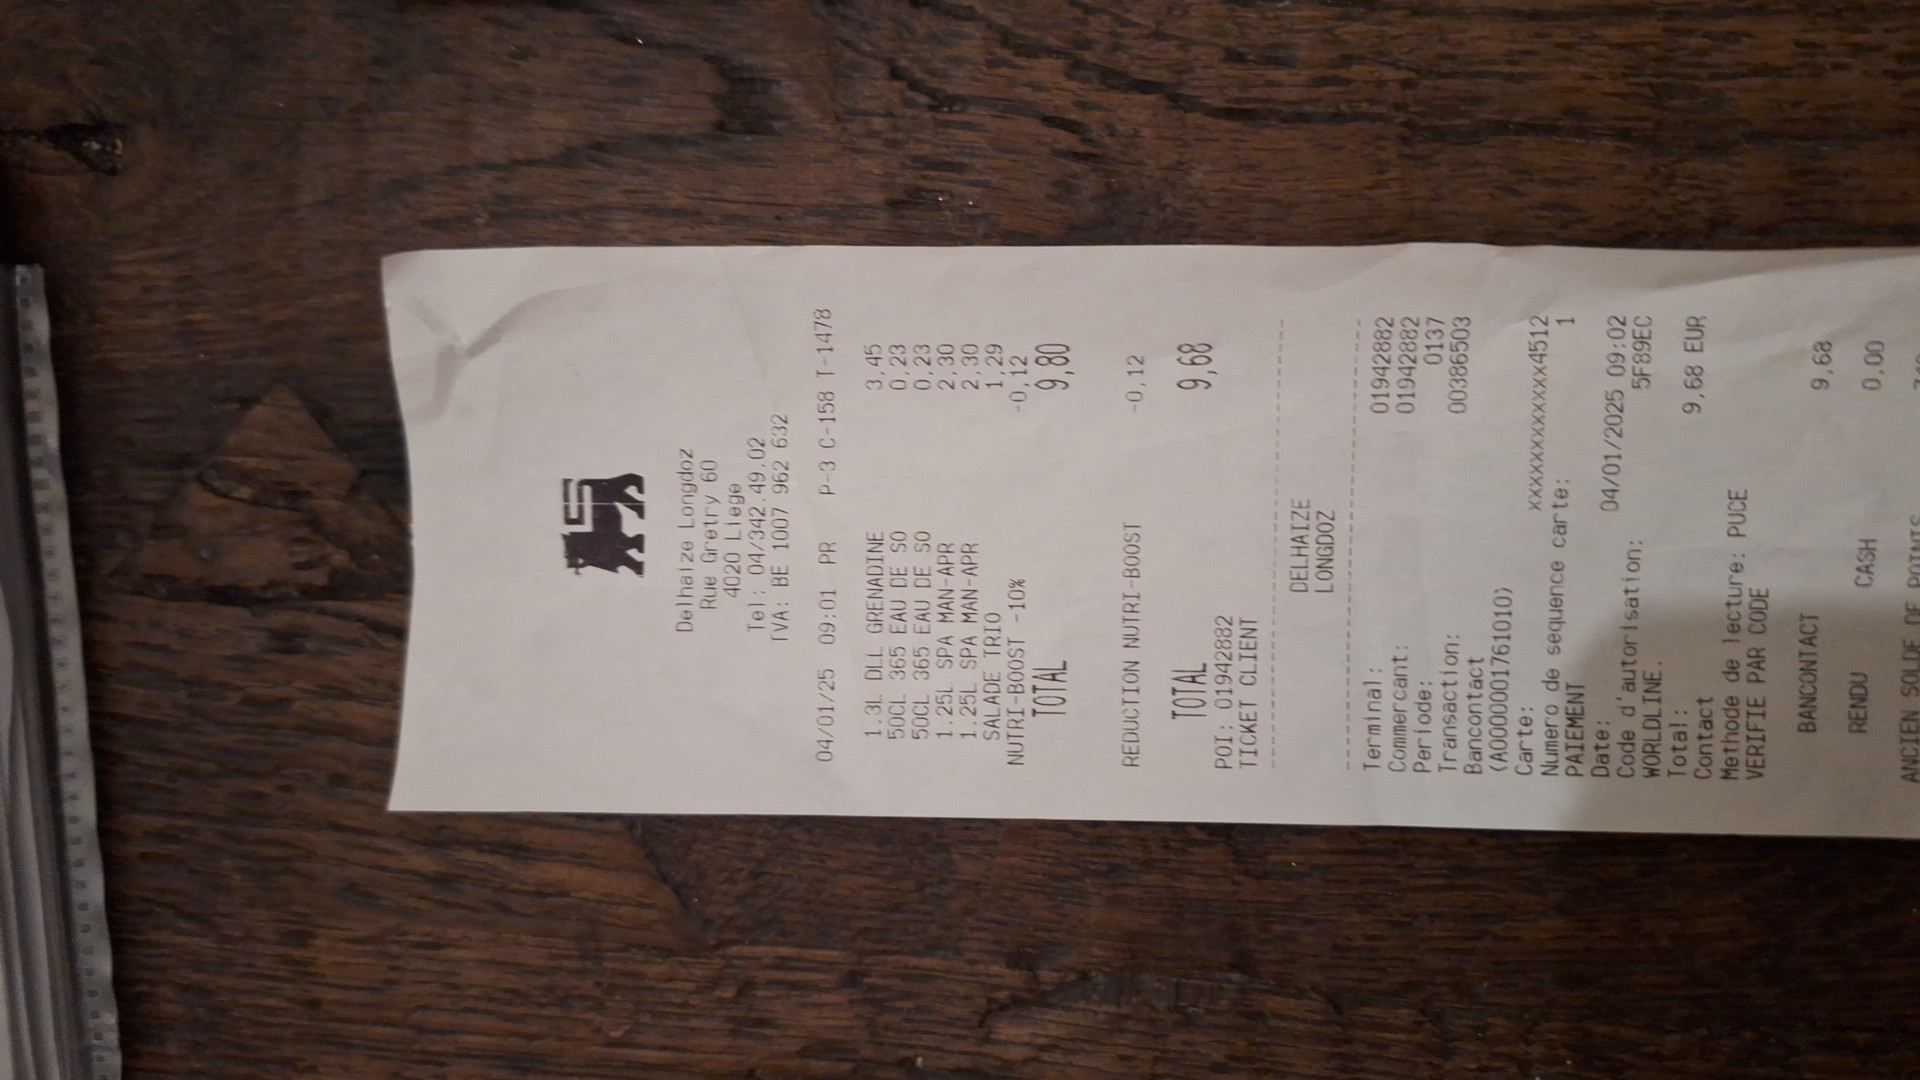 Delhaize Longdoz
Rue Gretry 60
4020 Liege
Tel: 04/342.49.02
TVA: BE 1007 962 632
04/01/25 09:01 PR P-3 C-158 T-1478
1.3L DLL GRENADINE 3,45
50CL 365 EAU DE SO 0,23
50CL 365 EAU DE SO 0,23
1.25L SPA MAN-APR 2,30
1.25L SPA MAN-APR 2,30
SALADE TRIO 1,29
NUTRI-BOOST -10% -0,12
TOTAL 9,80
REDUCTION NUTRI-BOOST -0,12
TOTAL 9,68
POI: 01942882
TICKET CLIENT
DELHAIZE
LONGDOZ
Terminal: 01942882
Commercant: 01942882
Periode: 0137
Transaction: 00386503
Bancontact
(A0000001761010)
Carte: xxxxxxxxxxxxx4512
Numero de sequence carte: 1
PAIEMENT
Date: 04/01/2025 09:02
Code d'autorisation: 5F89EC
WORLDLINE.
Total: 9,68 EUR
Contact
Methode de lecture: PUCE
VERIFIE PAR CODE
BANCONTACT 9,68
RENDU CASH 0,00
ANCIEN SOLDE DE POINTS